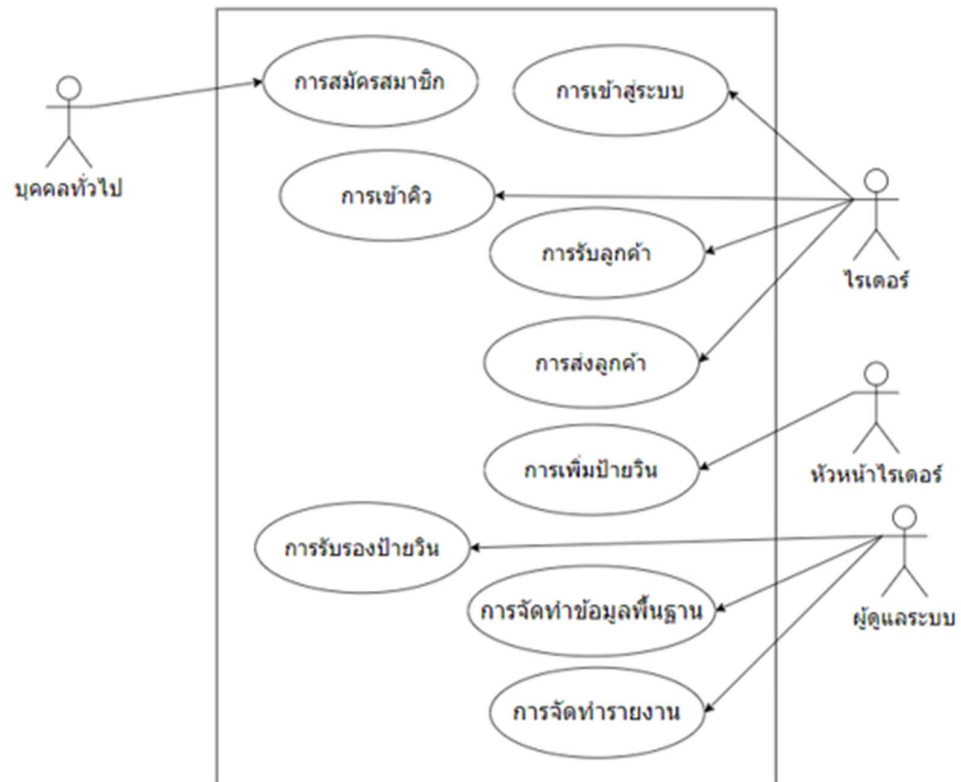 การสมัครสมาชิก
การเข้าสู่ระบบ
บุคคลทั่วไป
การเข้าคิว
การรับลูกค้า
ไรเดอร์
การส่งลูกค้า
การเพิ่มป้ายวิน
หัวหน้าไรเดอร์
การรับรองป้ายวิน
การจัดทำข้อมูลพื้นฐาน
ผู้ดูแลระบบ
การจัดทำรายงาน